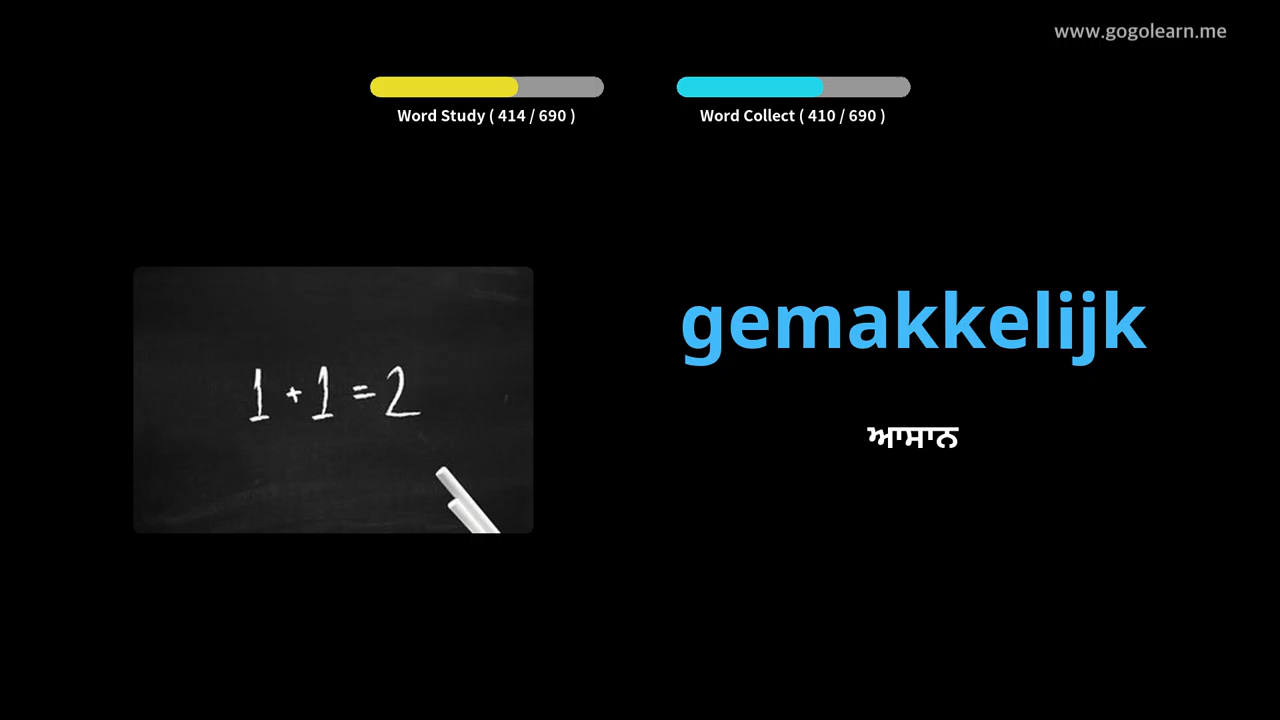 www.gogolearn.me
Word Study ( 414 / 690 )
Word Collect ( 410 / 690 )
1 + 1 = 2
gemakkelijk
ਆਸਾਨ